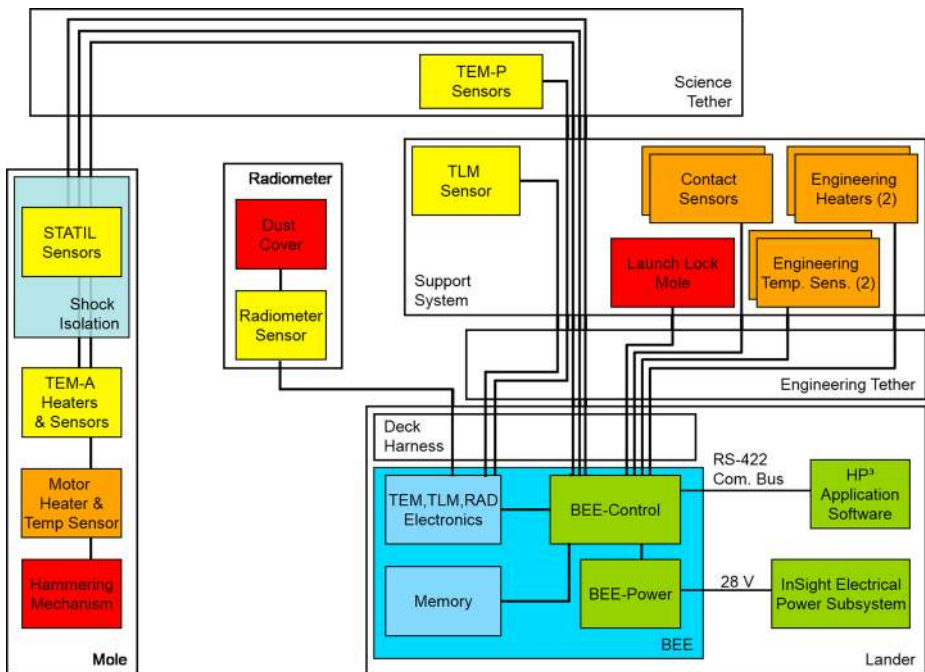 TEM-P
Sensors
Science
Tether
Radiometer
Dust
Cover
Radiometer
Sensor
TLM
Sensor
Contact
Sensors
Engineering
Heaters (2)
Launch Lock
Mole
Engineering
Temp. Sens. (2)
Support
System
STATIL
Sensors
Shock
Isolation
TEM-A
Heaters
& Sensors
Motor
Heater &
Temp Sensor
Hammering
Mechanism
Mole
Engineering Tether
Deck
Harness
TEM,TLM,RAD
Electronics
BEE-Control
RS-422
Com. Bus
HP³
Application
Software
Memory
BEE-Power
28 V
InSight Electrical
Power Subsystem
BEE
Lander